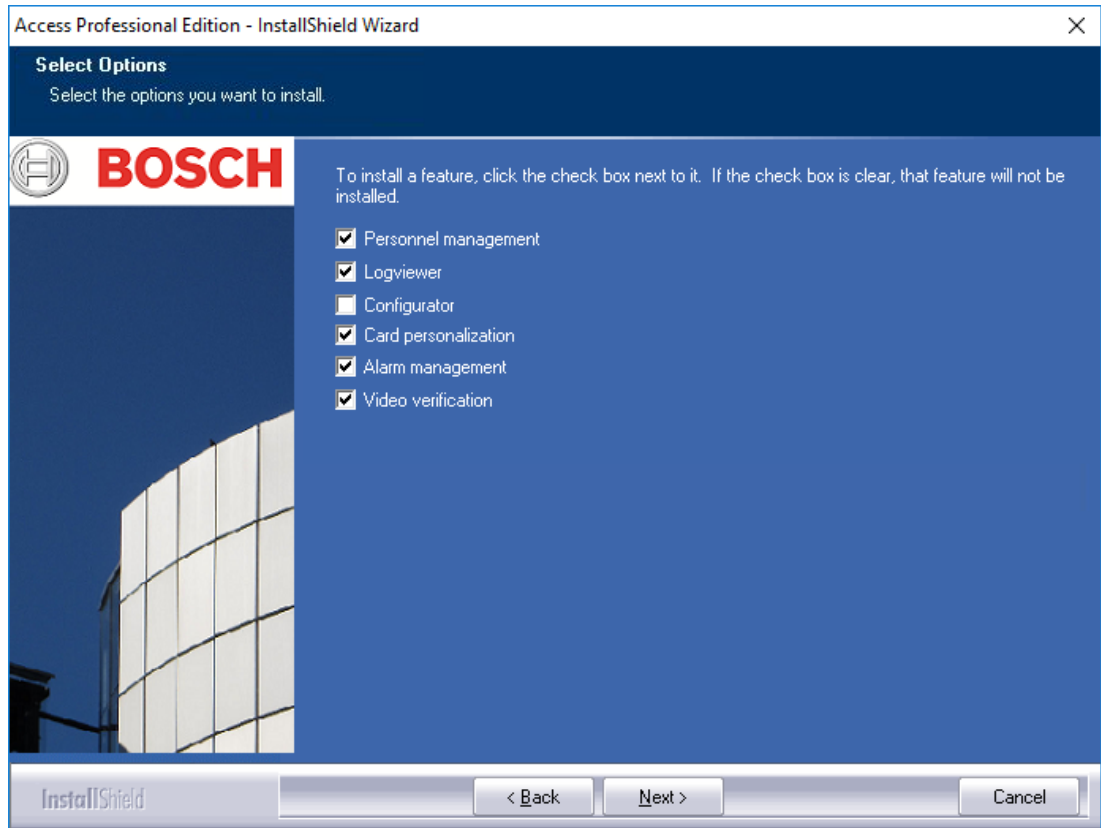 Access Professional Edition - InstallShield Wizard
Select Options
Select the options you want to install.
BOSCH
To install a feature, click the check box next to it.  If the check box is clear, that feature will not be
installed.
Personnel management
Logviewer
Configurator
Card personalization
Alarm management
Video verification
InstallShield
< Back
Next >
Cancel